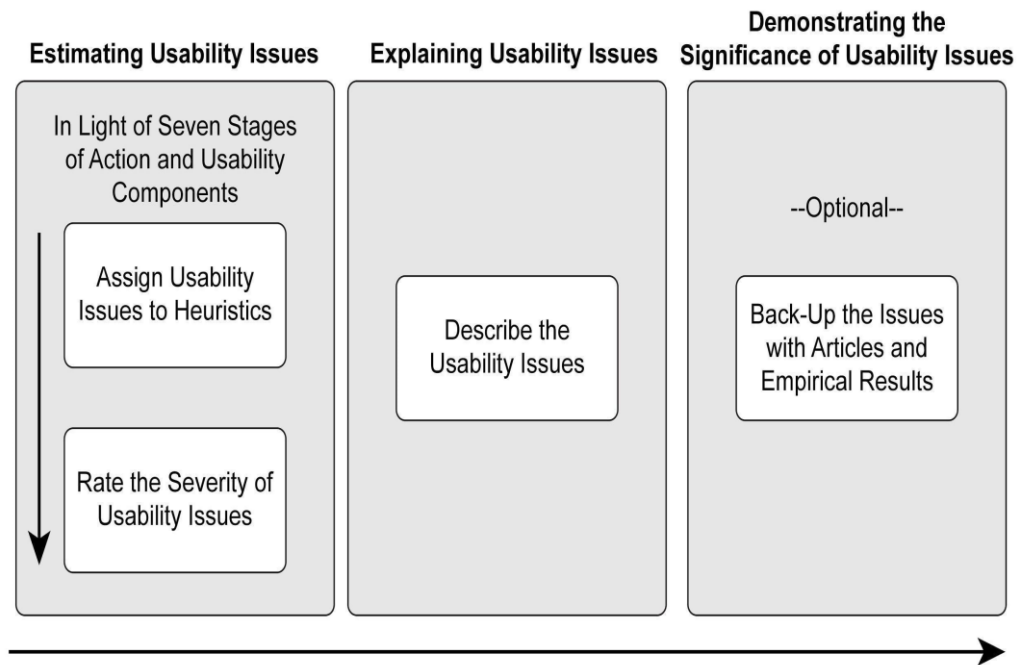 Estimating Usability Issues
In Light of Seven Stages
of Action and Usability
Components
Assign Usability
Issues to Heuristics
Rate the Severity of
Usability Issues
Explaining Usability Issues
Describe the
Usability Issues
Demonstrating the
Significance of Usability Issues
--Optional--
Back-Up the Issues
with Articles and
Empirical Results